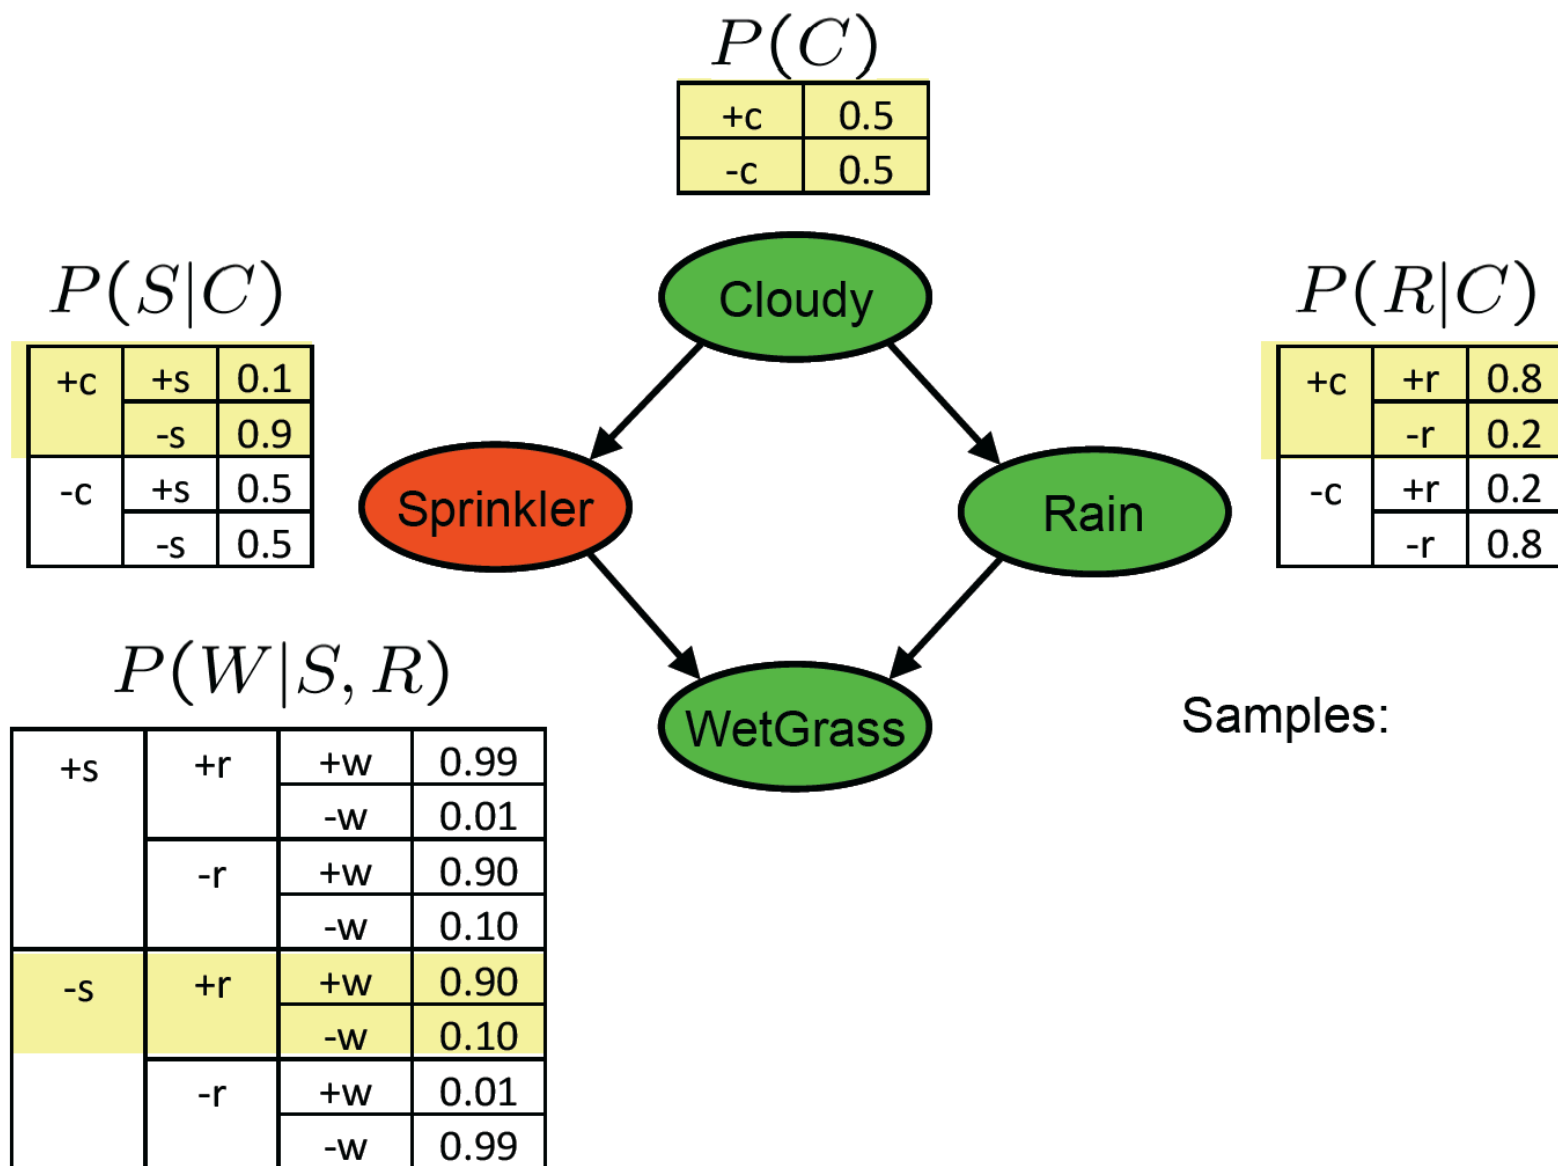 P(C)
+c 0.5
-c 0.5
P(S|C)
+c +s 0.1
-s 0.9
-c +s 0.5
-s 0.5
Cloudy
P(R|C)
+c +r 0.8
-r 0.2
-c +r 0.2
-r 0.8
Sprinkler
Rain
P(W|S, R)
+s +r +w 0.99
-w 0.01
-r +w 0.90
-w 0.10
-s +r +w 0.90
-w 0.10
-r +w 0.01
-w 0.99
WetGrass
Samples: